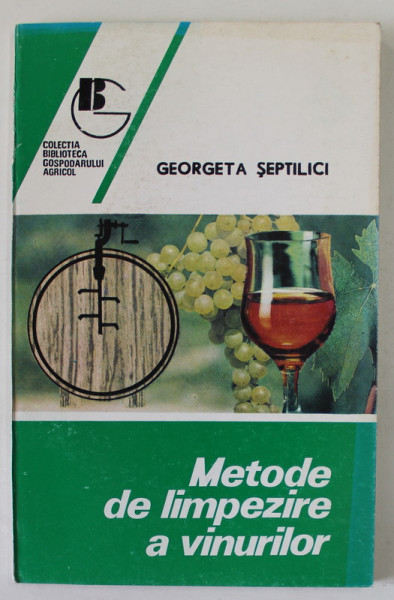 BG
COLECȚIA
BIBLIOTECA
GOSPODARULUI
AGRICOL
GEORGETA ȘEPTILICI
Metode
de limpezire
a vinurilor